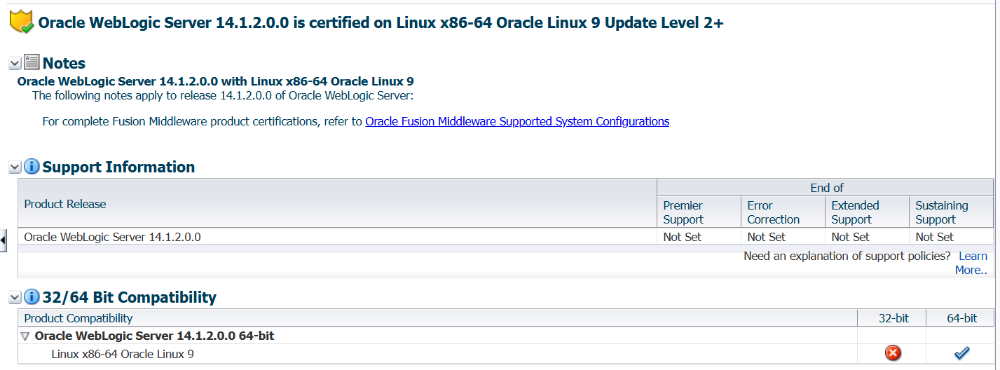 Oracle WebLogic Server 14.1.2.0.0 is certified on Linux x86-64 Oracle Linux 9 Update Level 2+
Notes
Oracle WebLogic Server 14.1.2.0.0 with Linux x86-64 Oracle Linux 9
The following notes apply to release 14.1.2.0.0 of Oracle WebLogic Server:
For complete Fusion Middleware product certifications, refer to Oracle Fusion Middleware Supported System Configurations
Support Information
End of
Product Release
Premier Support
Error Correction
Extended Support
Sustaining Support
Oracle WebLogic Server 14.1.2.0.0 Not Set Not Set Not Set Not Set
Need an explanation of support policies? Learn
More..
32/64 Bit Compatibility
Product Compatibility 32-bit 64-bit
Oracle WebLogic Server 14.1.2.0.0 64-bit
Linux x86-64 Oracle Linux 9